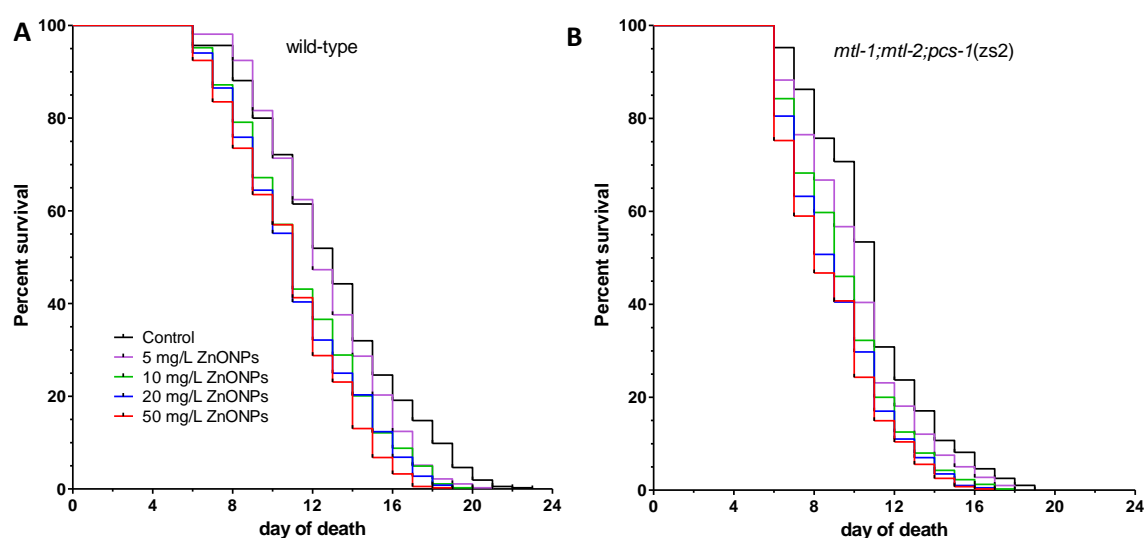 A
wild-type
Percent survival
100
80
60
40
20
0
Control
5 mg/L ZnONPs
10 mg/L ZnONPs
20 mg/L ZnONPs
50 mg/L ZnONPs
0 4 8 12 16 20 24
day of death
B
mtl-1;mtl-2;pcs-1(zs2)
Percent survival
100
80
60
40
20
0
0 4 8 12 16 20 24
day of death